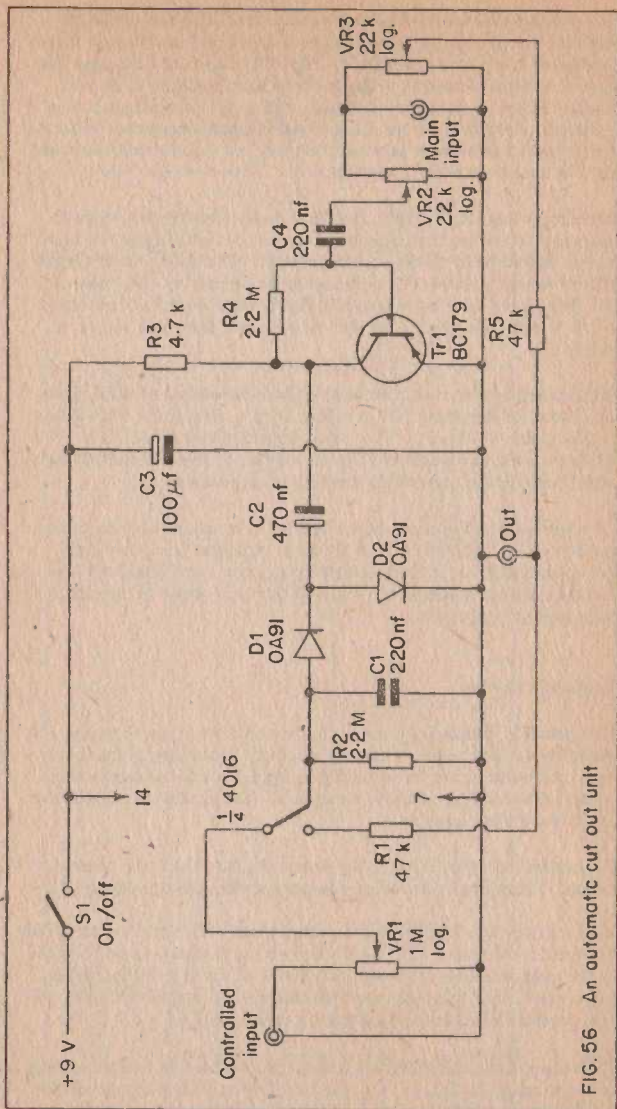 +9 V
S1
On/off
14
C3
100µf
R3
4.7 k
R4
2.2 M
C4
220 nf
VR3
22 k
log.
Main
input
VR2
22 k
log.
Tr1
BC179
C2
470 nf
D1
OA91
D2
OA91
C1
220 nf
R2
2.2 M
¼ 4016
7
R1
47 k
R5
47 k
Out
VR1
1 M
log.
Controlled
input
FIG. 56 An automatic cut out unit